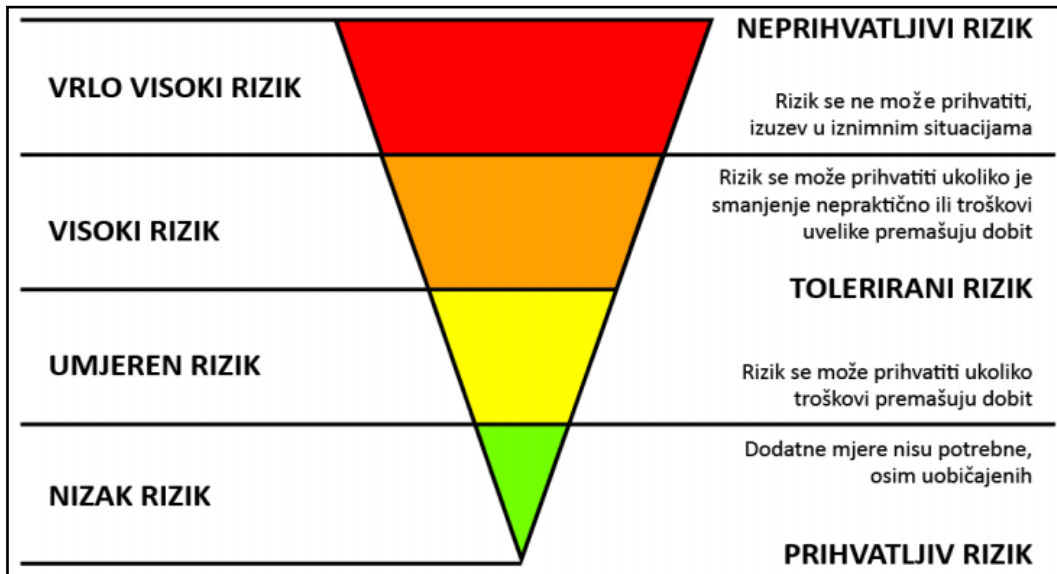 NEPRIHVATLJIVI RIZIK
VRLO VISOKI RIZIK
Rizik se ne može prihvatiti,
izuzev u iznimnim situacijama
Rizik se može prihvatiti ukoliko je
smanjenje nepraktično ili troškovi
uvelike premašuju dobit
VISOKI RIZIK
TOLERIRANI RIZIK
UMJEREN RIZIK
Rizik se može prihvatiti ukoliko
troškovi premašuju dobit
Dodatne mjere nisu potrebne,
osim uobičajenih
NIZAK RIZIK
PRIHVATLJIV RIZIK